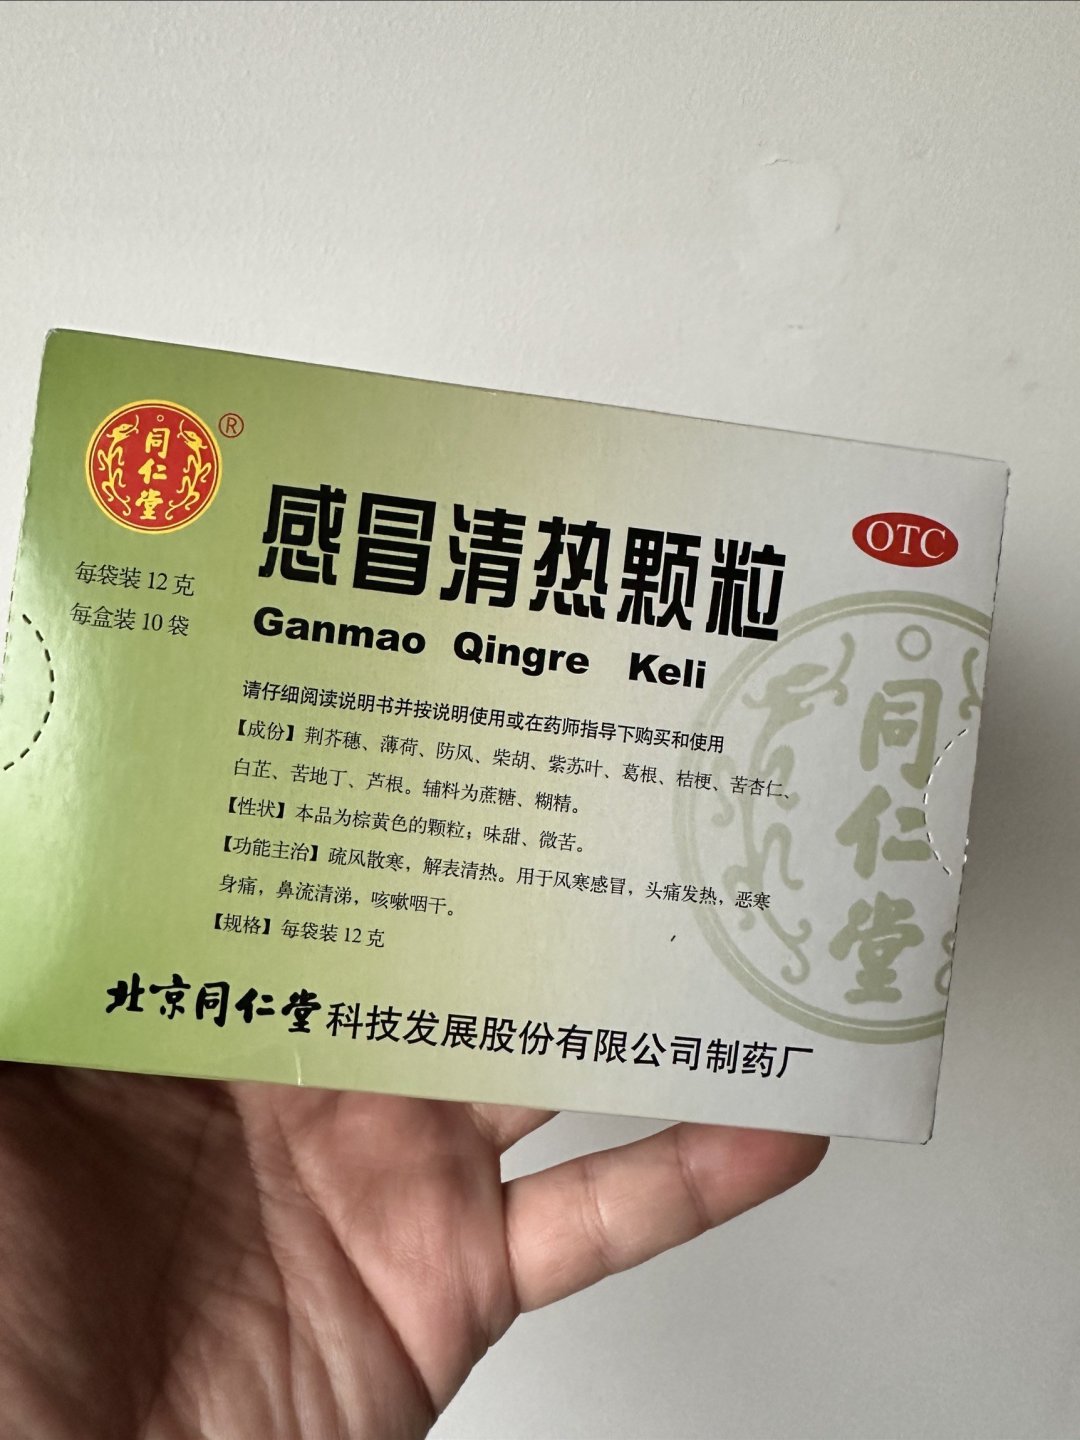 同仁堂
®
每袋装12克
每盒装10袋
感冒清热颗粒
OTC
Ganmao Qingre Keli
请仔细阅读说明书并按说明使用或在药师指导下购买和使用
【成份】荆芥穗、薄荷、防风、柴胡、紫苏叶、葛根、桔梗、苦杏仁、
白芷、苦地丁、芦根。辅料为蔗糖、糊精。
【性状】本品为棕黄色的颗粒；味甜、微苦。
【功能主治】疏风散寒，解表清热。用于风寒感冒，头痛发热，恶寒
身痛，鼻流清涕，咳嗽咽干。
【规格】每袋装12克
同仁堂
北京同仁堂科技发展股份有限公司制药厂